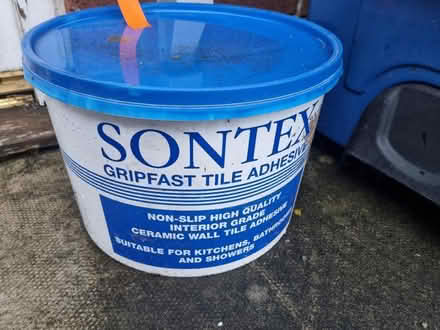 SONTEX
GRIPFAST TILE ADHESIVE
NON-SLIP HIGH QUALITY
INTERIOR GRADE
CERAMIC WALL TILE ADHESIVE
SUITABLE FOR KITCHENS, BATHROOMS
AND SHOWERS